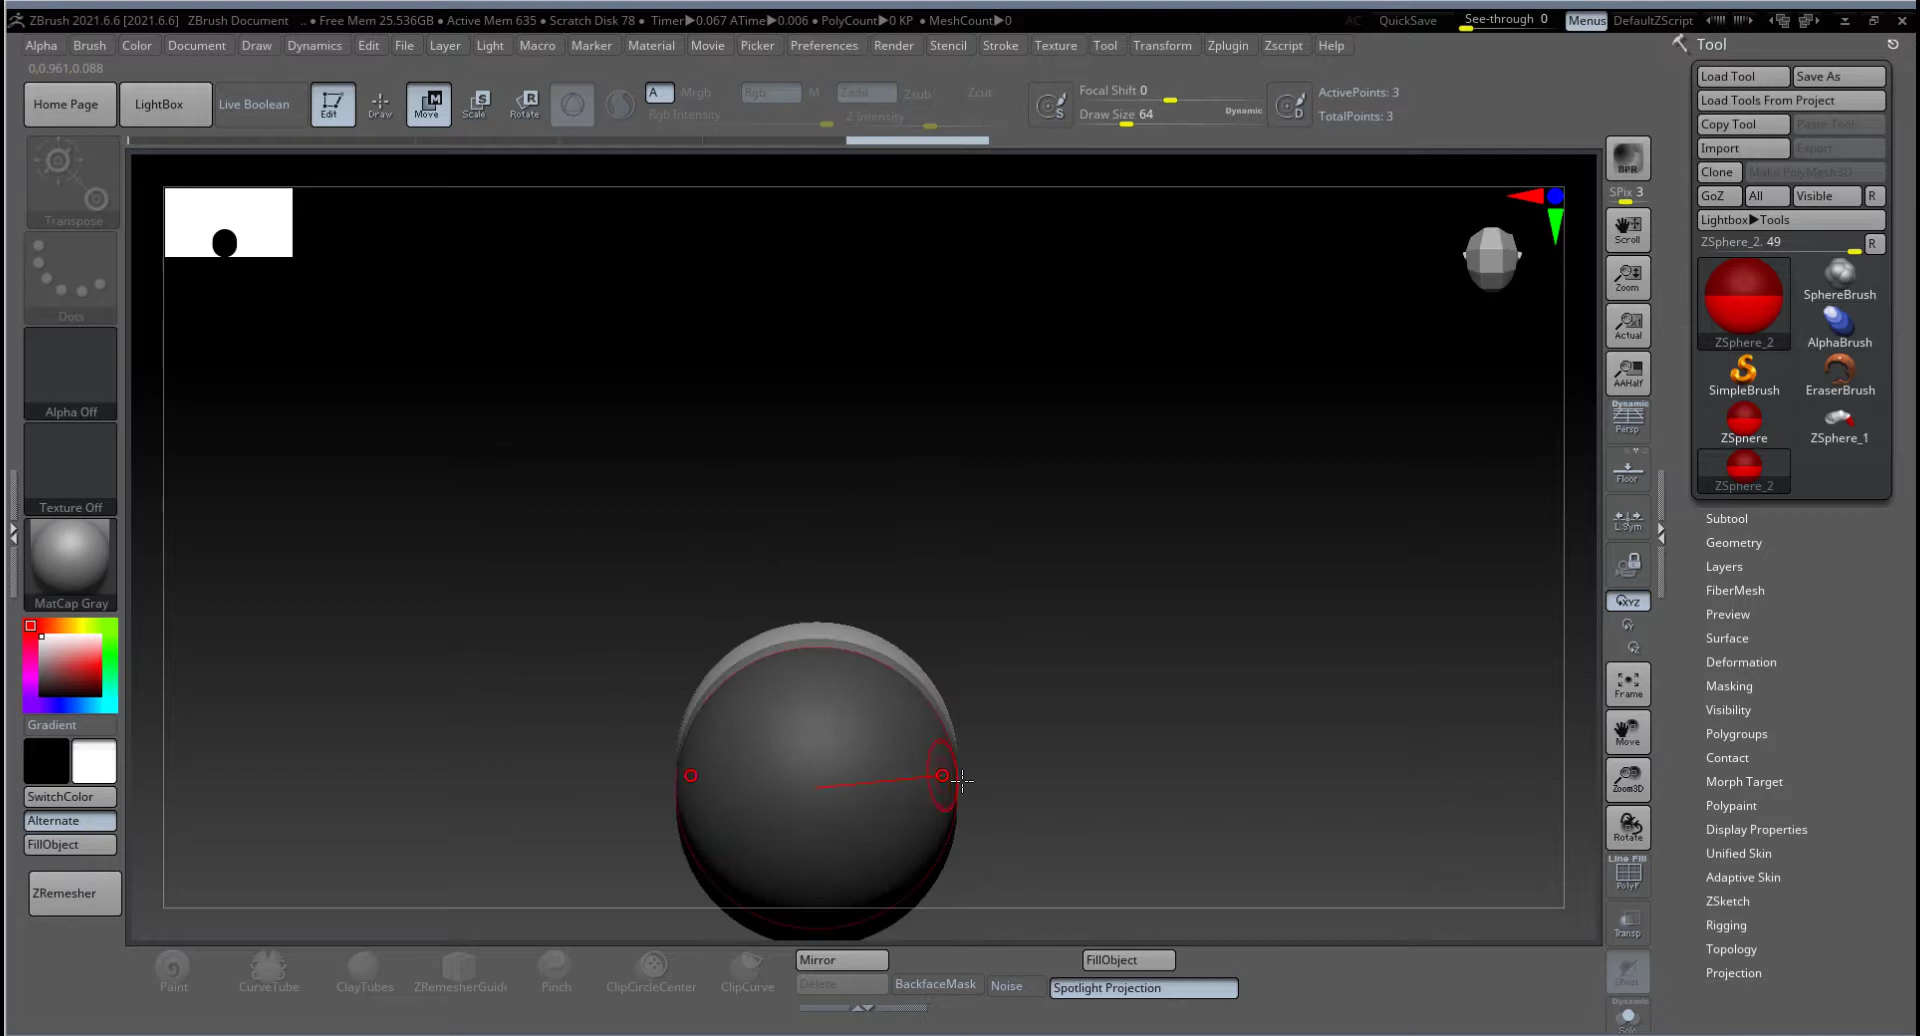 ZBrush 2021.6.6 [2021.6.6] ZBrush Document .. • Free Mem 25.536GB • Active Mem 635 • Scratch Disk 78 • Timer▶0.067 ATime▶0.006 • PolyCount▶0 KP • MeshCount▶0 AC QuickSave See-through 0 Menus DefaultZScript
Alpha Brush Color Document Draw Dynamics Edit File Layer Light Macro Marker Material Movie Picker Preferences Render Stencil Stroke Texture Tool Transform Zplugin Zscript Help
0,0.961,0.088
Home Page LightBox Live Boolean Edit Draw Move Scale Rotate
A Mrgb Rgb M Zadd Zsub Zcut
Rgb Intensity Z Intensity
S Focal Shift 0
Draw Size 64 Dynamic D
ActivePoints: 3
TotalPoints: 3
Transpose
Dots
Alpha Off
Texture Off
MatCap Gray
Gradient
SwitchColor
Alternate
FillObject
ZRemesher
BPR
SPix 3
Scroll
Zoom
Actual
AAHalf
Dynamic
Persp
Floor
L.Sym
XYZ
Frame
Move
Zoom3D
Rotate
Line Fill
PolyF
Transp
Ghost
Dynamic
Solo
Tool
Load Tool Save As
Load Tools From Project
Copy Tool Paste Tool
Import Export
Clone Make PolyMesh3D
GoZ All Visible R
Lightbox▶Tools
ZSphere_2. 49 R
ZSphere_2 SphereBrush
AlphaBrush
SimpleBrush EraserBrush
ZSphere ZSphere_1
ZSphere_2
Subtool
Geometry
Layers
FiberMesh
Preview
Surface
Deformation
Masking
Visibility
Polygroups
Contact
Morph Target
Polypaint
Display Properties
Unified Skin
Adaptive Skin
ZSketch
Rigging
Topology
Projection
Paint CurveTube ClayTubes ZRemesherGuide Pinch ClipCircleCenter ClipCurve
Mirror FillObject
Delete BackfaceMask Noise Spotlight Projection